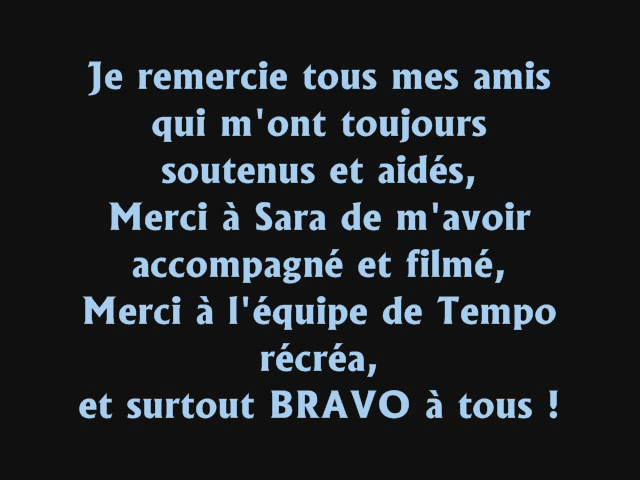 Je remercie tous mes amis
qui m'ont toujours
soutenus et aidés,
Merci à Sara de m'avoir
accompagné et filmé,
Merci à l'équipe de Tempo
récréa,
et surtout BRAVO à tous !